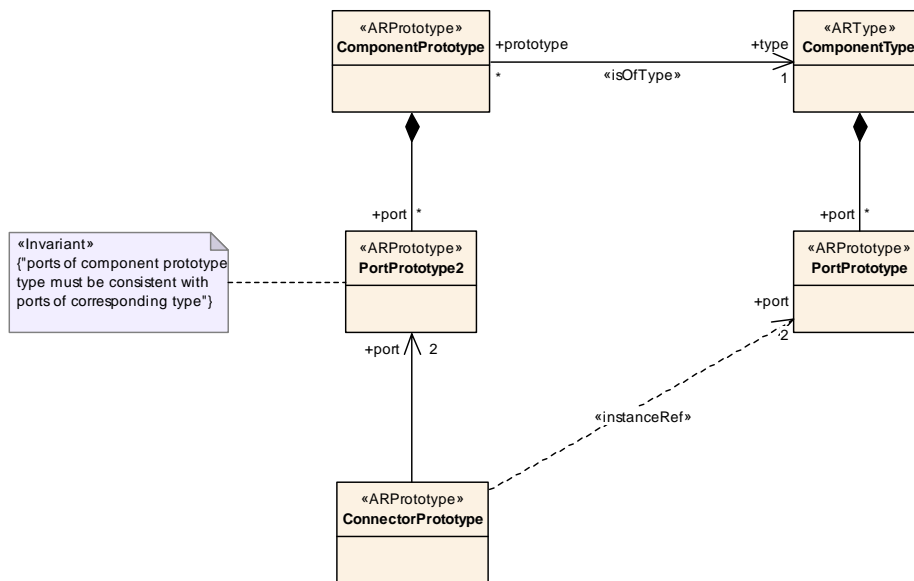 «ARPrototype»
ComponentPrototype
«ARType»
ComponentType
+prototype
+type
*
«isOfType»
1
+port
*
+port
*
«Invariant»
{"ports of component prototype
type must be consistent with
ports of corresponding type"}
«ARPrototype»
PortPrototype2
«ARPrototype»
PortPrototype
+port
2
+port
2
«instanceRef»
«ARPrototype»
ConnectorPrototype